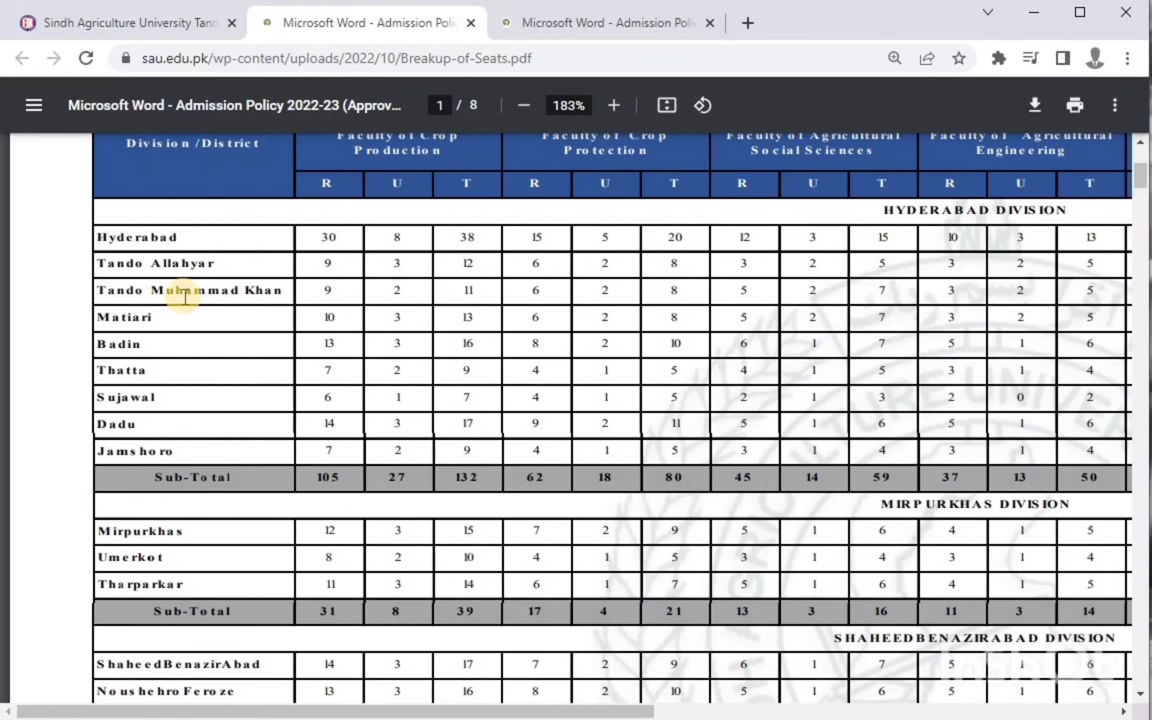 Sindh Agriculture University Tand
Microsoft Word - Admission Poli
Microsoft Word - Admission Poli
sau.edu.pk/wp-content/uploads/2022/10/Breakup-of-Seats.pdf
Microsoft Word - Admission Policy 2022-23 (Approv... 1 / 8 183%
Division /District Faculty of Crop Production Faculty of Crop Protection Faculty of Agricultural Social Sciences Faculty of Agricultural Engineering
R U T R U T R U T R U T
HYDERABAD DIVISION
Hyderabad 30 8 38 15 5 20 12 3 15 10 3 13
Tando Allahyar 9 3 12 6 2 8 3 2 5 3 2 5
Tando Muhammad Khan 9 2 11 6 2 8 5 2 7 3 2 5
Matiari 10 3 13 6 2 8 5 2 7 3 2 5
Badin 13 3 16 8 2 10 6 1 7 5 1 6
Thatta 7 2 9 4 1 5 4 1 5 3 1 4
Sujawal 6 1 7 4 1 5 2 1 3 2 0 2
Dadu 14 3 17 9 2 11 5 1 6 5 1 6
Jamshoro 7 2 9 4 1 5 3 1 4 3 1 4
Sub-Total 105 27 132 62 18 80 45 14 59 37 13 50
MIRPURKHAS DIVISION
Mirpurkhas 12 3 15 7 2 9 5 1 6 4 1 5
Umerkot 8 2 10 4 1 5 3 1 4 3 1 4
Tharparkar 11 3 14 6 1 7 5 1 6 4 1 5
Sub-Total 31 8 39 17 4 21 13 3 16 11 3 14
SHAHEEDBENAZIRABAD DIVISION
ShaheedBenazirAbad 14 3 17 7 2 9 6 1 7 5 1 6
Noushehro Feroze 13 3 16 8 2 10 5 1 6 5 1 6
InShOt